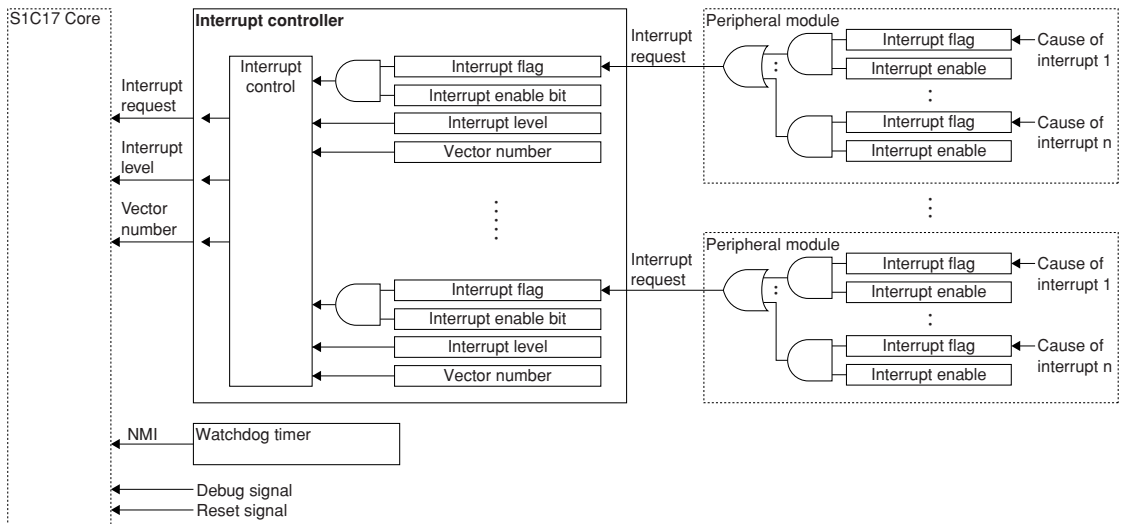 S1C17 Core
Interrupt
request
Interrupt
level
Vector
number
Interrupt controller
Interrupt
control
Interrupt flag
Interrupt enable bit
Interrupt level
Vector number
Interrupt flag
Interrupt enable bit
Interrupt level
Vector number
Interrupt
request
Peripheral module
Interrupt flag
Interrupt enable
Cause of
interrupt 1
Interrupt flag
Interrupt enable
Cause of
interrupt n
Interrupt
request
Peripheral module
Interrupt flag
Interrupt enable
Cause of
interrupt 1
Interrupt flag
Interrupt enable
Cause of
interrupt n
NMI
Watchdog timer
Debug signal
Reset signal